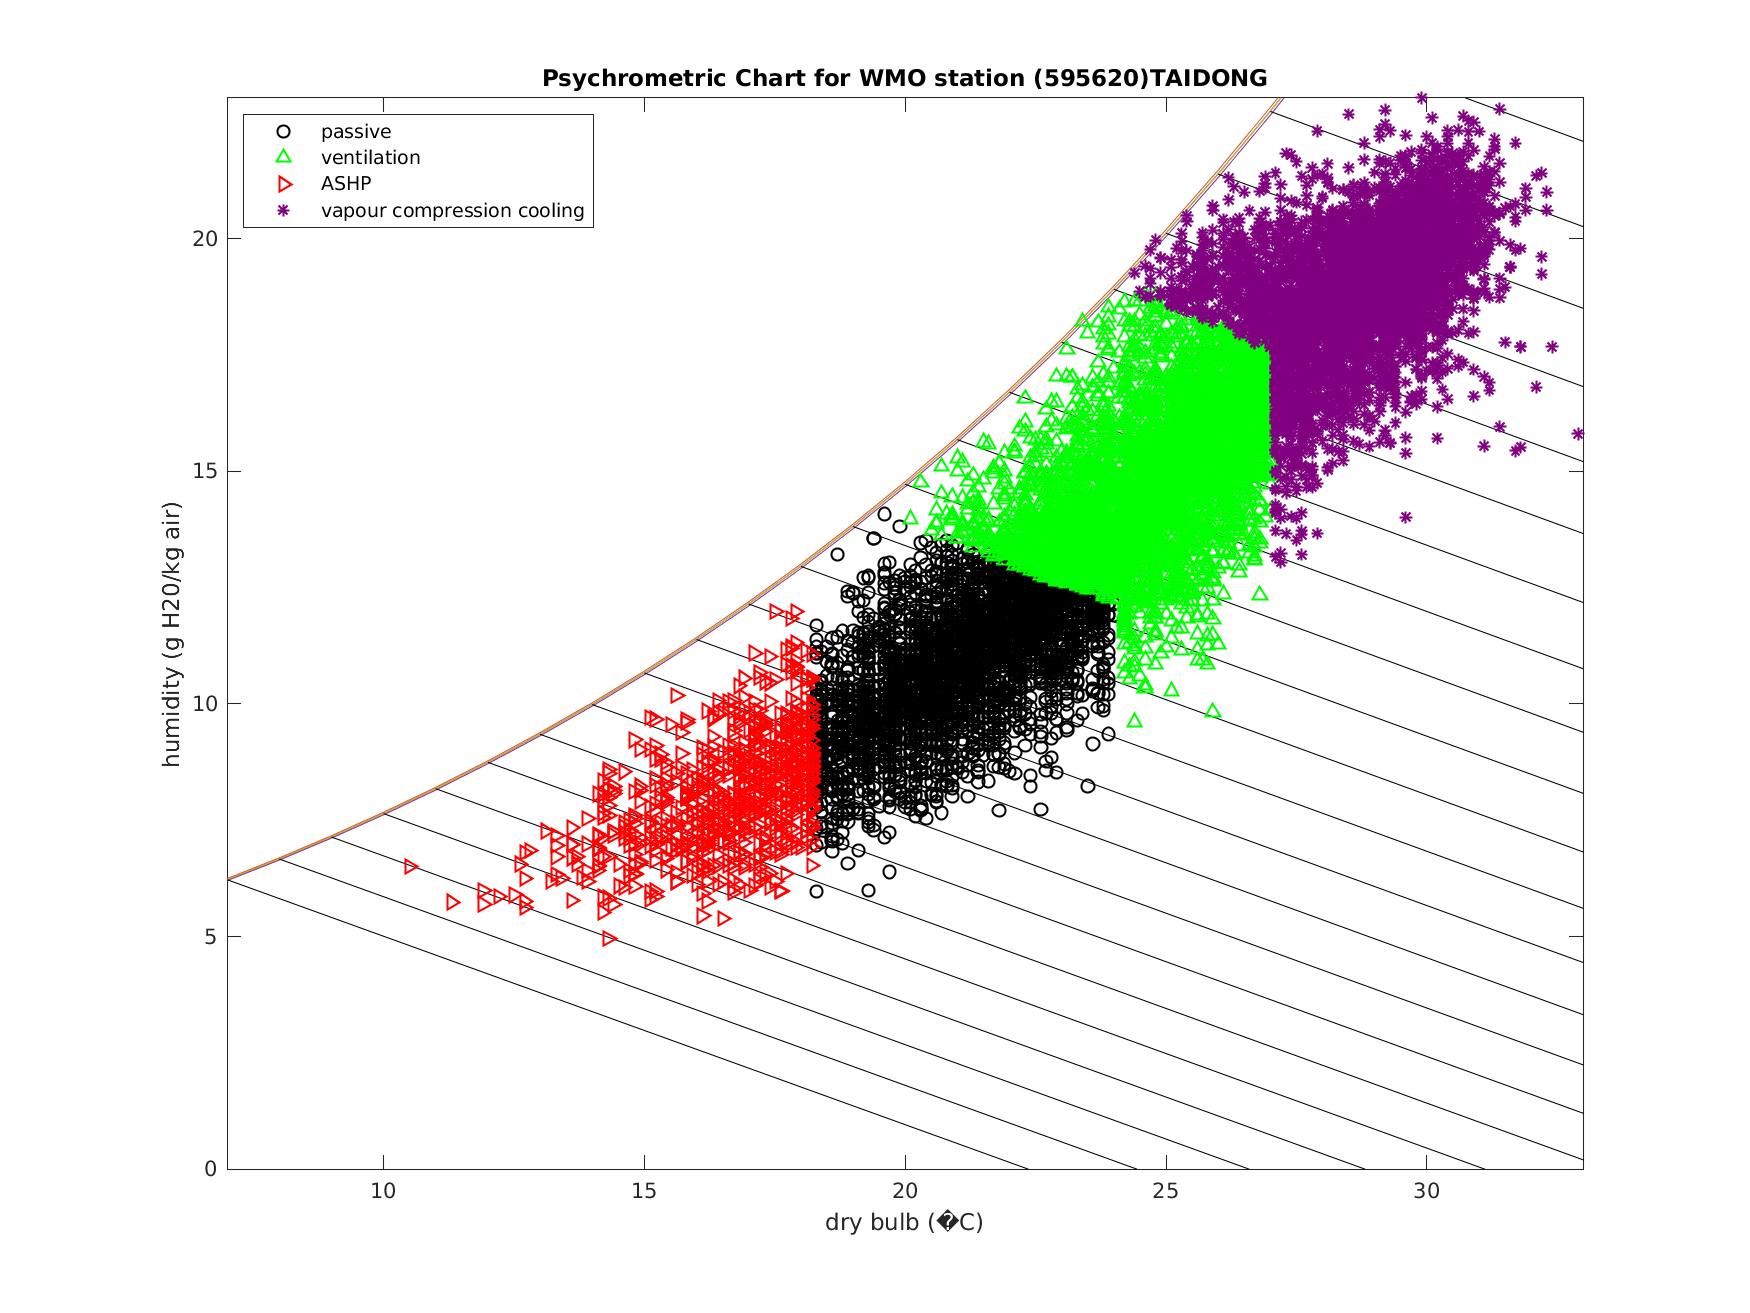 Psychrometric Chart for WMO station (595620)TAIDONG
passive
ventilation
ASHP
vapour compression cooling
20
15
10
5
0
humidity (g H20/kg air)
10 15 20 25 30
dry bulb (�C)